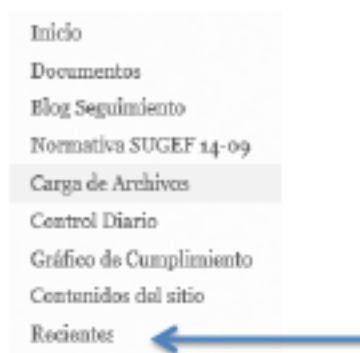 Inicio
Documentos
Blog Seguimiento
Normativa SUGEF 14-09
Carga de Archivos
Control Diario
Gráfico de Cumplimiento
Contenidos del sitio
Recientes